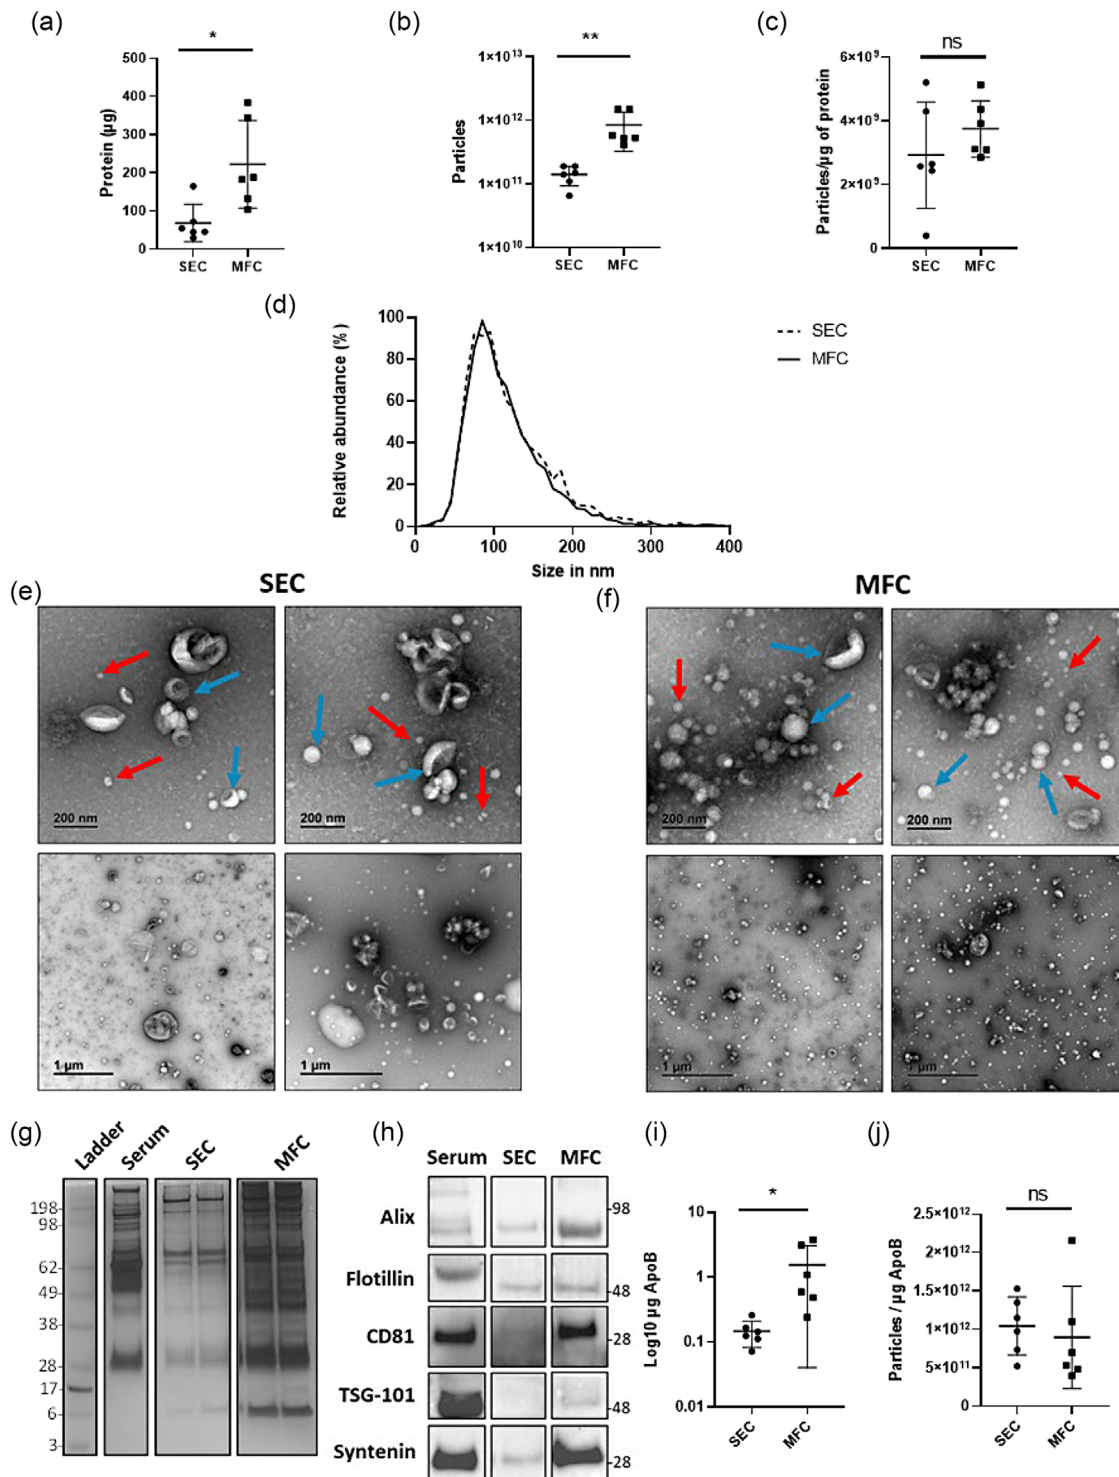 (a)
*
Protein (µg)
500
400
300
200
100
0
SEC MFC
(b)
**
Particles
1×10¹³
1×10¹²
1×10¹¹
1×10¹⁰
SEC MFC
(c)
ns
Particles/µg of protein
6×10⁹
4×10⁹
2×10⁹
0
SEC MFC
(d)
Relative abundance (%)
100
80
60
40
20
0
0 100 200 300 400
Size in nm
SEC
MFC
(e)
SEC
200 nm
200 nm
1 µm
1 µm
(f)
MFC
200 nm
200 nm
1 µm
1 µm
(g)
Ladder Serum SEC MFC
198
98
62
49
38
28
17
6
3
(h)
Serum SEC MFC
Alix 98
Flotillin 48
CD81 28
TSG-101 48
Syntenin 28
(i)
*
Log10 µg ApoB
10
1
0.1
0.01
SEC MFC
(j)
ns
Particles / µg ApoB
2.5×10¹²
2×10¹²
1.5×10¹²
1×10¹²
5×10¹¹
0
SEC MFC